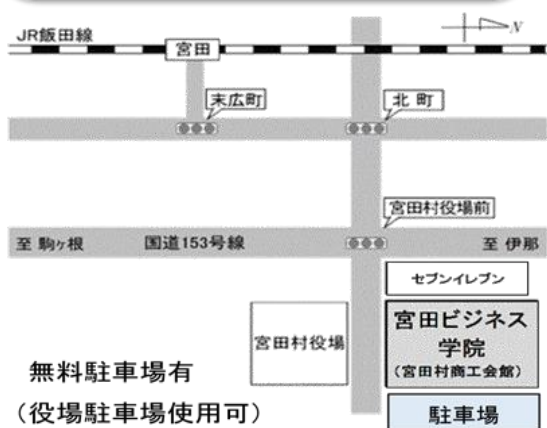 JR飯田線
N
宮田
末広町
北町
宮田村役場前
至 駒ヶ根
国道153号線
至 伊那
セブンイレブン
宮田村役場
宮田ビジネス
学院
（宮田村商工会館）
無料駐車場有
（役場駐車場使用可）
駐車場